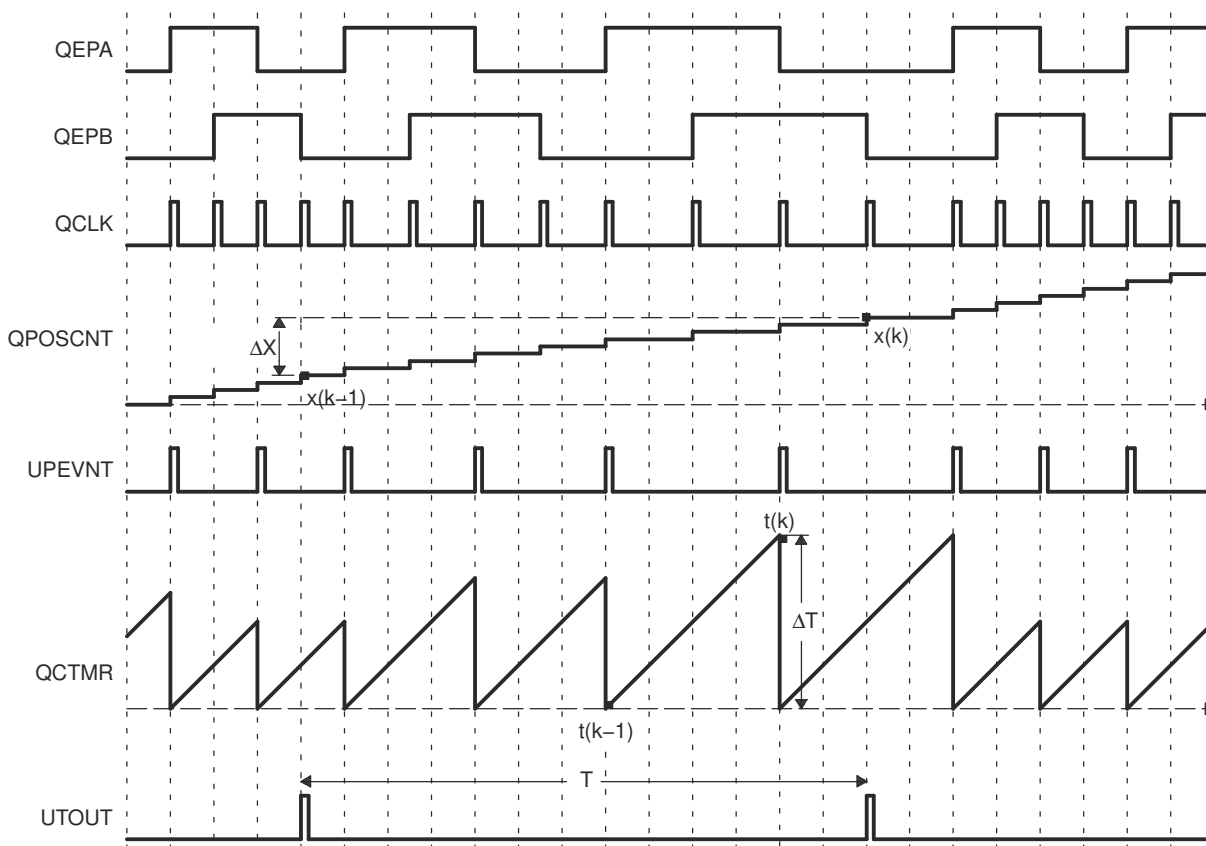 QEPA
QEPB
QCLK
QPOSCNT
ΔX
x(k−1)
x(k)
UPEVNT
t(k)
ΔT
QCTMR
t(k−1)
T
UTOUT